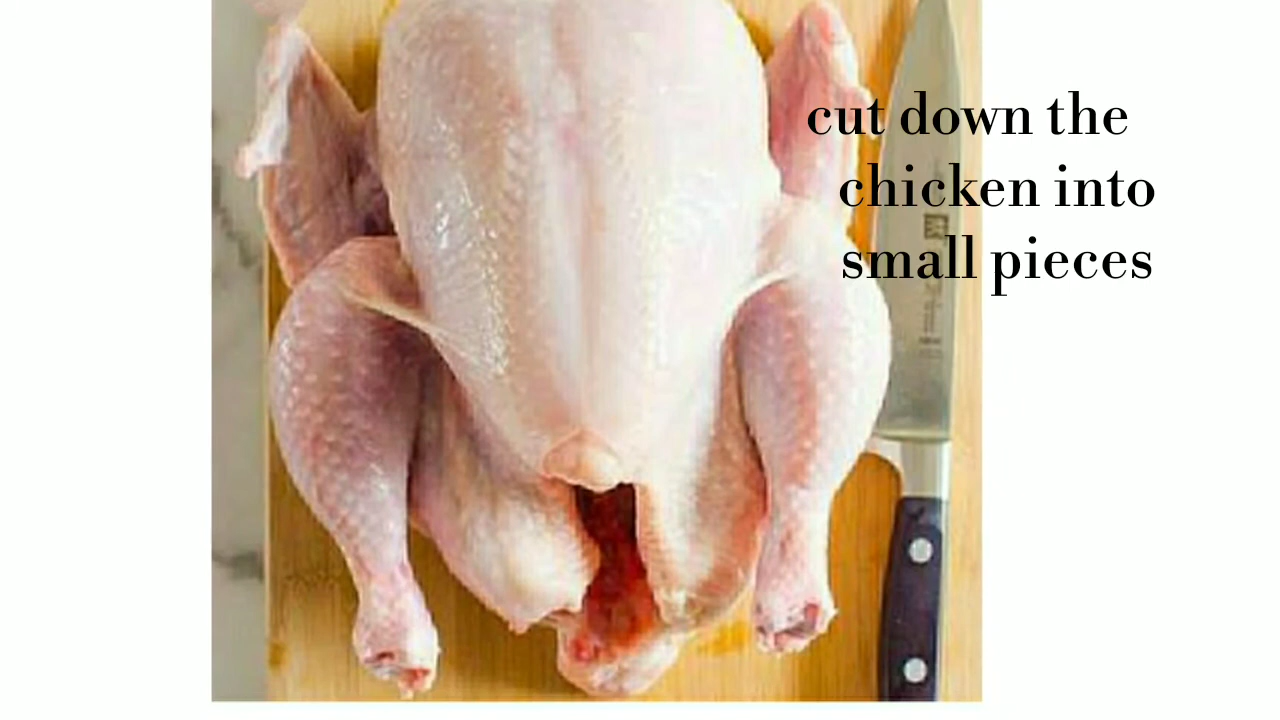 cut down the
chicken into
small pieces